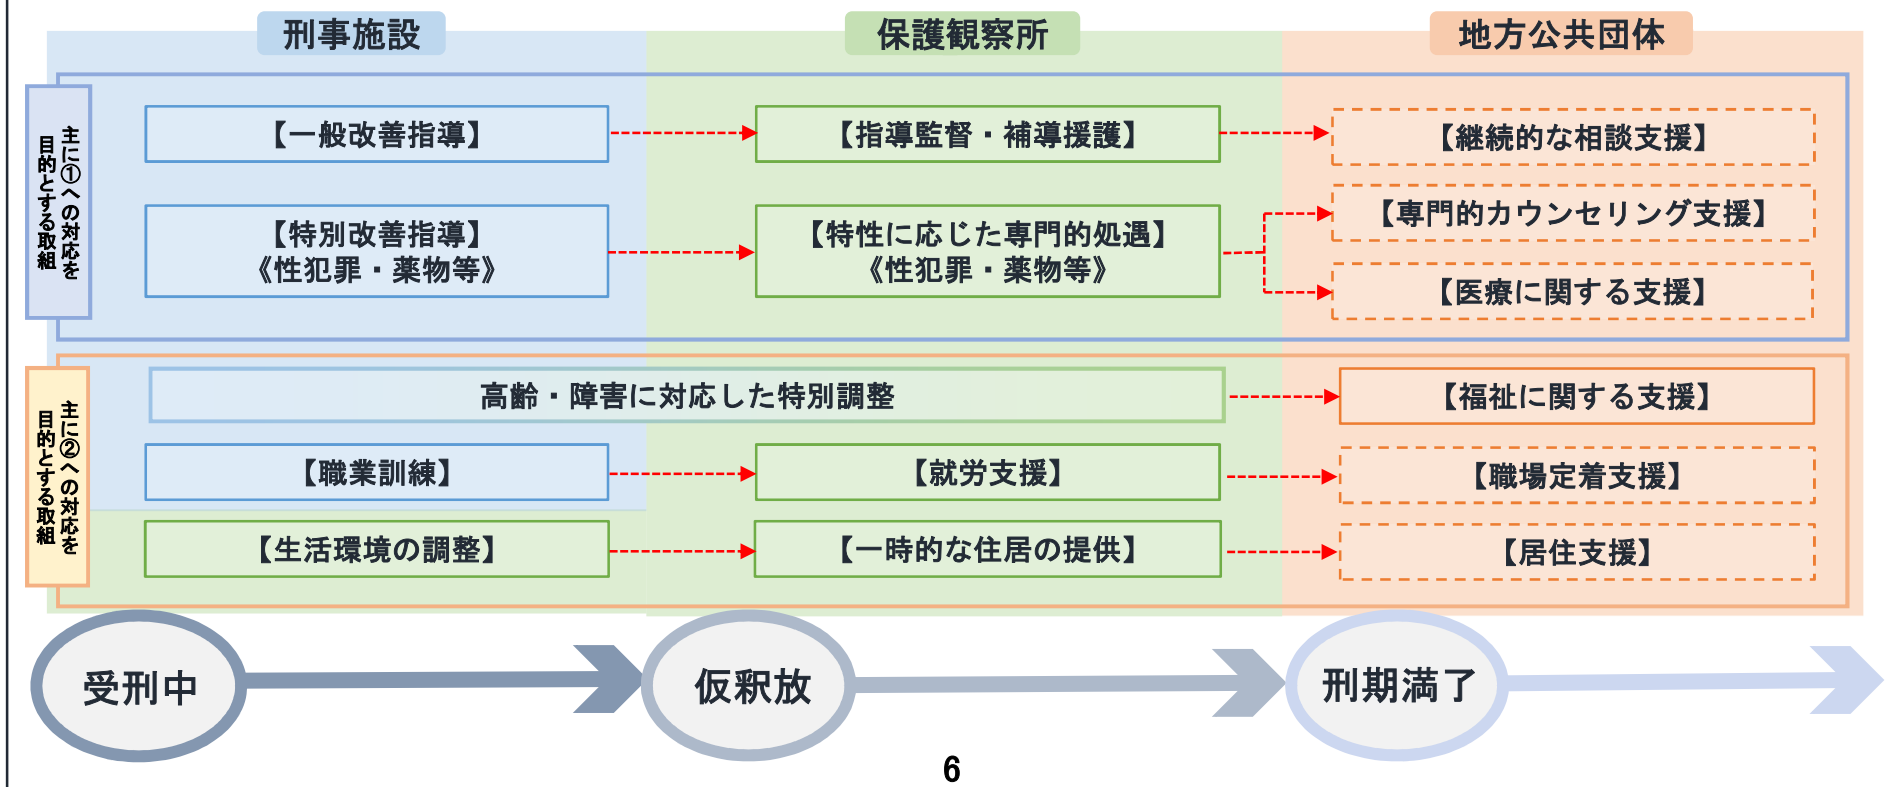 刑事施設
保護観察所
地方公共団体
主に①への対応を
目的とする取組
【一般改善指導】
【指導監督・補導援護】
【継続的な相談支援】
【特別改善指導】
《性犯罪・薬物等》
【特性に応じた専門的処遇】
《性犯罪・薬物等》
【専門的カウンセリング支援】
【医療に関する支援】
主に②への対応を
目的とする取組
高齢・障害に対応した特別調整
【福祉に関する支援】
【職業訓練】
【就労支援】
【職場定着支援】
【生活環境の調整】
【一時的な住居の提供】
【居住支援】
受刑中
仮釈放
刑期満了
6